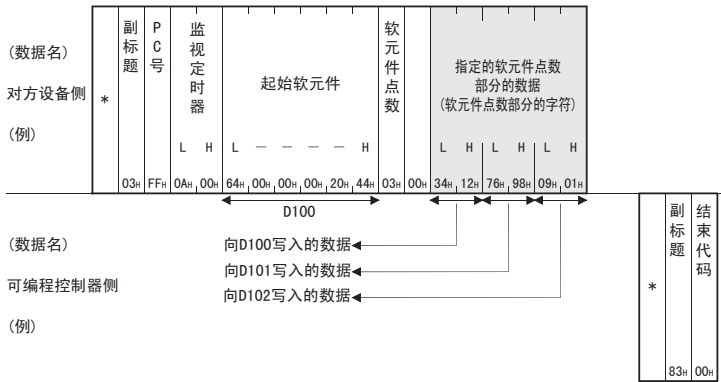 (数据名)
对方设备侧
(例)
*
副标题
PC号
监视定时器
起始软元件
软元件点数
指定的软元件点数
部分的数据
(软元件点数部分的字符)
L H L － － － － H L H L H L H
03H FFH 0AH 00H 64H 00H 00H 00H 20H 44H 03H 00H 34H 12H 76H 98H 09H 01H
D100
(数据名)
可编程控制器侧
(例)
向D100写入的数据
向D101写入的数据
向D102写入的数据
*
副标题
结束代码
83H 00H